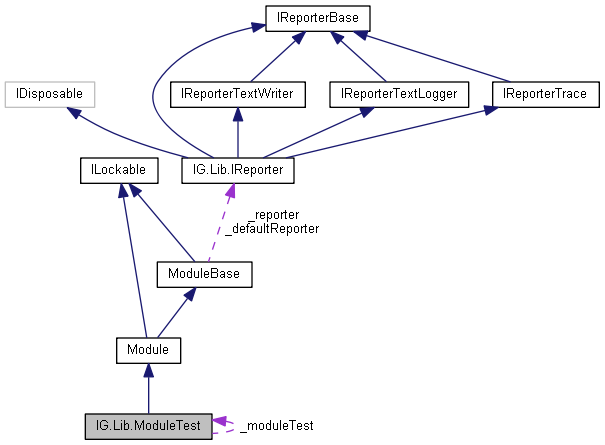 IReporterBase
IDisposable
IReporterTextWriter
IReporterTextLogger
IReporterTrace
ILockable
IG.Lib.IReporter
_reporter
_defaultReporter
ModuleBase
Module
IG.Lib.ModuleTest
_moduleTest